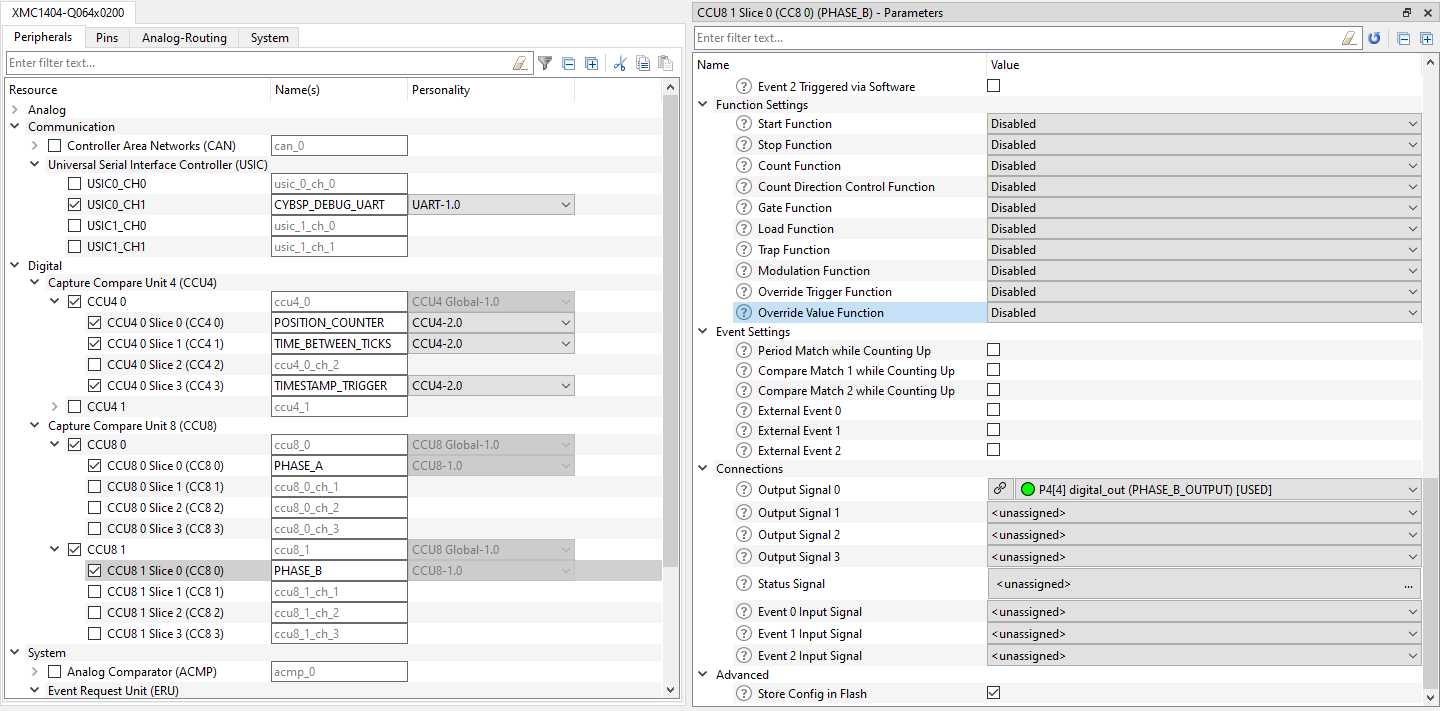 XMC1404-Q064x0200
Peripherals Pins Analog-Routing System
Enter filter text...
Resource Name(s) Personality
Analog
Communication
Controller Area Networks (CAN) can_0
Universal Serial Interface Controller (USIC)
USIC0_CH0 usic_0_ch_0
USIC0_CH1 CYBSP_DEBUG_UART UART-1.0
USIC1_CH0 usic_1_ch_0
USIC1_CH1 usic_1_ch_1
Digital
Capture Compare Unit 4 (CCU4)
CCU4 0 ccu4_0 CCU4 Global-1.0
CCU4 0 Slice 0 (CC4 0) POSITION_COUNTER CCU4-2.0
CCU4 0 Slice 1 (CC4 1) TIME_BETWEEN_TICKS CCU4-2.0
CCU4 0 Slice 2 (CC4 2) ccu4_0_ch_2
CCU4 0 Slice 3 (CC4 3) TIMESTAMP_TRIGGER CCU4-2.0
CCU4 1 ccu4_1
Capture Compare Unit 8 (CCU8)
CCU8 0 ccu8_0 CCU8 Global-1.0
CCU8 0 Slice 0 (CC8 0) PHASE_A CCU8-1.0
CCU8 0 Slice 1 (CC8 1) ccu8_0_ch_1
CCU8 0 Slice 2 (CC8 2) ccu8_0_ch_2
CCU8 0 Slice 3 (CC8 3) ccu8_0_ch_3
CCU8 1 ccu8_1 CCU8 Global-1.0
CCU8 1 Slice 0 (CC8 0) PHASE_B CCU8-1.0
CCU8 1 Slice 1 (CC8 1) ccu8_1_ch_1
CCU8 1 Slice 2 (CC8 2) ccu8_1_ch_2
CCU8 1 Slice 3 (CC8 3) ccu8_1_ch_3
System
Analog Comparator (ACMP) acmp_0
Event Request Unit (ERU)
CCU8 1 Slice 0 (CC8 0) (PHASE_B) - Parameters
Enter filter text...
Name Value
Event 2 Triggered via Software
Function Settings
Start Function Disabled
Stop Function Disabled
Count Function Disabled
Count Direction Control Function Disabled
Gate Function Disabled
Load Function Disabled
Trap Function Disabled
Modulation Function Disabled
Override Trigger Function Disabled
Override Value Function Disabled
Event Settings
Period Match while Counting Up
Compare Match 1 while Counting Up
Compare Match 2 while Counting Up
External Event 0
External Event 1
External Event 2
Connections
Output Signal 0 P4[4] digital_out (PHASE_B_OUTPUT) [USED]
Output Signal 1 <unassigned>
Output Signal 2 <unassigned>
Output Signal 3 <unassigned>
Status Signal <unassigned> ...
Event 0 Input Signal <unassigned>
Event 1 Input Signal <unassigned>
Event 2 Input Signal <unassigned>
Advanced
Store Config in Flash